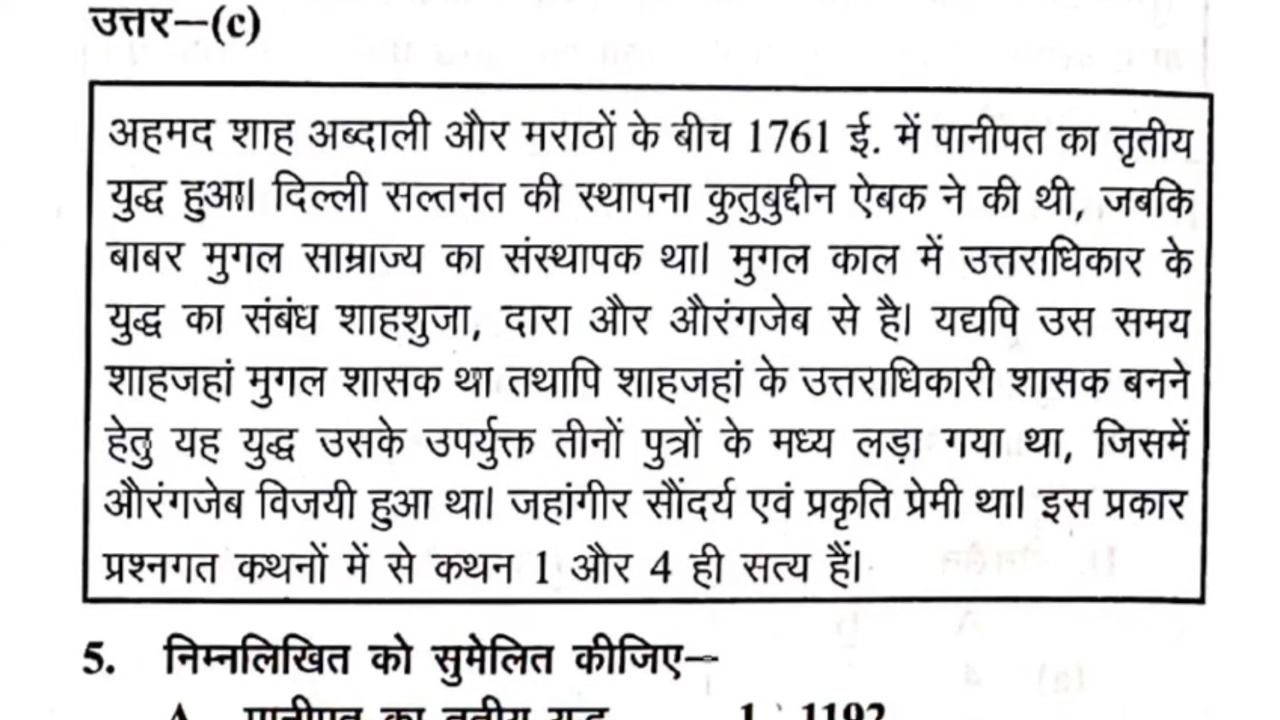 उत्तर—(c)
अहमद शाह अब्दाली और मराठों के बीच 1761 ई. में पानीपत का तृतीय
युद्ध हुआ। दिल्ली सल्तनत की स्थापना कुतुबुद्दीन ऐबक ने की थी, जबकि
बाबर मुगल साम्राज्य का संस्थापक था। मुगल काल में उत्तराधिकार के
युद्ध का संबंध शाहशुजा, दारा और औरंगजेब से है। यद्यपि उस समय
शाहजहां मुगल शासक था तथापि शाहजहां के उत्तराधिकारी शासक बनने
हेतु यह युद्ध उसके उपर्युक्त तीनों पुत्रों के मध्य लड़ा गया था, जिसमें
औरंगजेब विजयी हुआ था। जहांगीर सौंदर्य एवं प्रकृति प्रेमी था। इस प्रकार
प्रश्नगत कथनों में से कथन 1 और 4 ही सत्य हैं।
5. निम्नलिखित को सुमेलित कीजिए—
A. पानीपत का तृतीय युद्ध 1. 1192